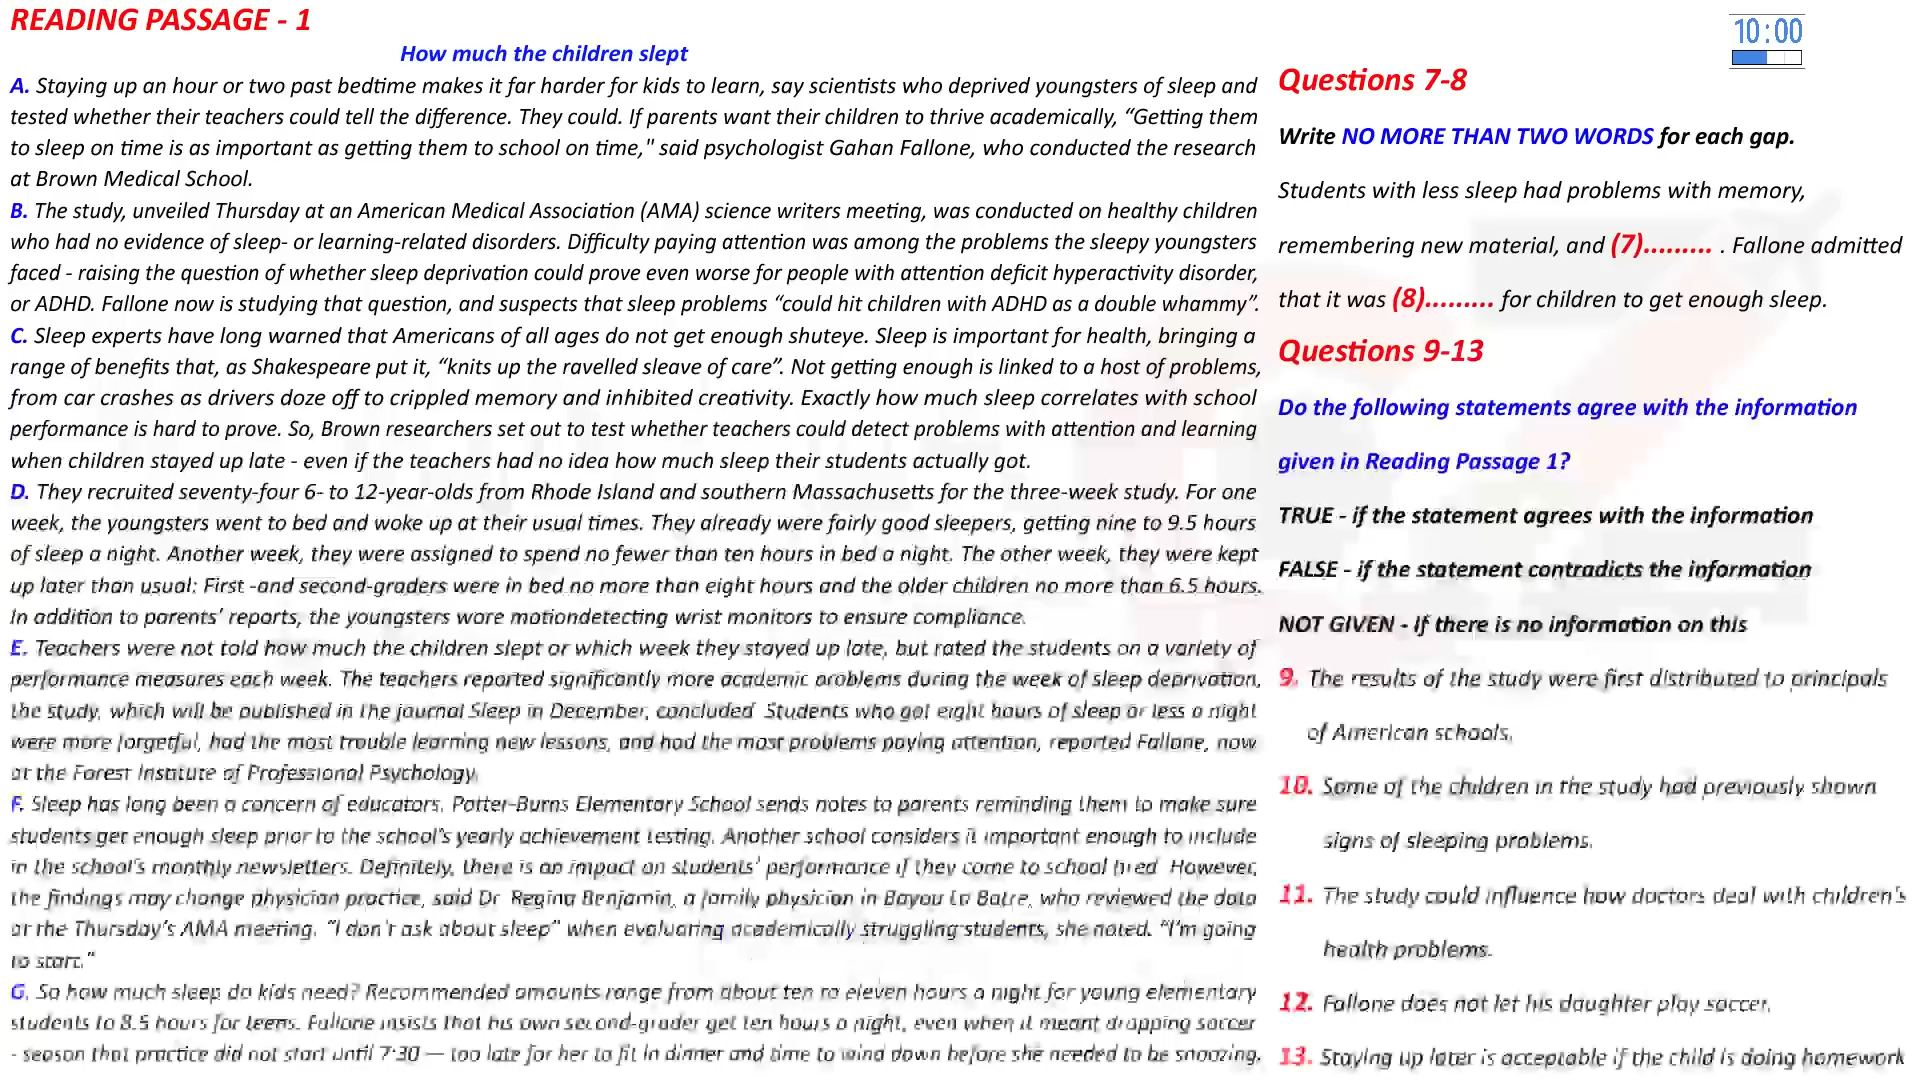 READING PASSAGE - 1
How much the children slept
A. Staying up an hour or two past bedtime makes it far harder for kids to learn, say scientists who deprived youngsters of sleep and
tested whether their teachers could tell the difference. They could. If parents want their children to thrive academically, “Getting them
to sleep on time is as important as getting them to school on time," said psychologist Gahan Fallone, who conducted the research
at Brown Medical School.
B. The study, unveiled Thursday at an American Medical Association (AMA) science writers meeting, was conducted on healthy children
who had no evidence of sleep- or learning-related disorders. Difficulty paying attention was among the problems the sleepy youngsters
faced - raising the question of whether sleep deprivation could prove even worse for people with attention deficit hyperactivity disorder,
or ADHD. Fallone now is studying that question, and suspects that sleep problems “could hit children with ADHD as a double whammy”.
C. Sleep experts have long warned that Americans of all ages do not get enough shuteye. Sleep is important for health, bringing a
range of benefits that, as Shakespeare put it, “knits up the ravelled sleave of care”. Not getting enough is linked to a host of problems,
from car crashes as drivers doze off to crippled memory and inhibited creativity. Exactly how much sleep correlates with school
performance is hard to prove. So, Brown researchers set out to test whether teachers could detect problems with attention and learning
when children stayed up late - even if the teachers had no idea how much sleep their students actually got.
D. They recruited seventy-four 6- to 12-year-olds from Rhode Island and southern Massachusetts for the three-week study. For one
week, the youngsters went to bed and woke up at their usual times. They already were fairly good sleepers, getting nine to 9.5 hours
of sleep a night. Another week, they were assigned to spend no fewer than ten hours in bed a night. The other week, they were kept
up later than usual: First -and second-graders were in bed no more than eight hours and the older children no more than 6.5 hours.
In addition to parents’ reports, the youngsters wore motiondetecting wrist monitors to ensure compliance.
E. Teachers were not told how much the children slept or which week they stayed up late, but rated the students on a variety of
performance measures each week. The teachers reported significantly more academic problems during the week of sleep deprivation,
the study, which will be published in the journal Sleep in December, concluded. Students who got eight hours of sleep or less a night
were more forgetful, had the most trouble learning new lessons, and had the most problems paying attention, reported Fallone, now
at the Forest Institute of Professional Psychology.
F. Sleep has long been a concern of educators. Potter-Burns Elementary School sends notes to parents reminding them to make sure
students get enough sleep prior to the school’s yearly achievement testing. Another school considers it important enough to include
in the school’s monthly newsletters. Definitely, there is an impact on students’ performance if they come to school tired. However,
the findings may change physician practice, said Dr. Regina Benjamin, a family physician in Bayou La Batre, who reviewed the data
at the Thursday’s AMA meeting. “I don’t ask about sleep” when evaluating academically struggling students, she noted. “I’m going
to start.”
G. So how much sleep do kids need? Recommended amounts range from about ten to eleven hours a night for young elementary
students to 8.5 hours for teens. Fallone insists that his own second-grader get ten hours a night, even when it meant dropping soccer
- season that practice did not start until 7:30 — too late for her to fit in dinner and time to wind down before she needed to be snoozing.
10:00
Questions 7-8
Write NO MORE THAN TWO WORDS for each gap.
Students with less sleep had problems with memory,
remembering new material, and (7)......... . Fallone admitted
that it was (8)......... for children to get enough sleep.
Questions 9-13
Do the following statements agree with the information
given in Reading Passage 1?
TRUE - if the statement agrees with the information
FALSE - if the statement contradicts the information
NOT GIVEN - If there is no information on this
9. The results of the study were first distributed to principals
of American schools.
10. Some of the children in the study had previously shown
signs of sleeping problems.
11. The study could influence how doctors deal with children’s
health problems.
12. Fallone does not let his daughter play soccer.
13. Staying up later is acceptable if the child is doing homework